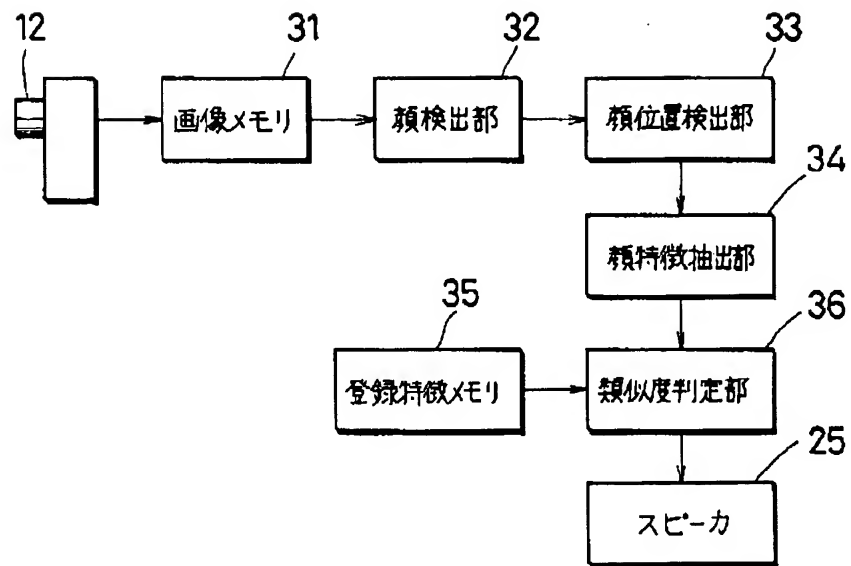 12
31
32
33
画像メモリ
顔検出部
顔位置検出部
34
顔特徴抽出部
35
36
登録特徴メモリ
類似度判定部
25
スピーカ